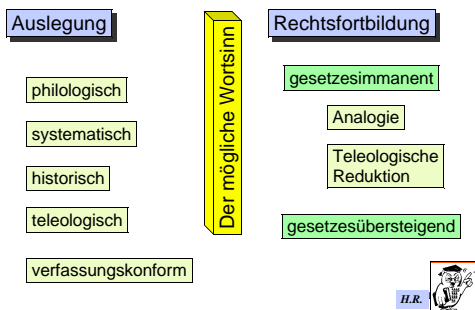 Auslegung
philologisch
systematisch
historisch
teleologisch
verfassungskonform
Der mögliche Wortsinn
Rechtsfortbildung
gesetzesimmanent
Analogie
Teleologische
Reduktion
gesetzesübersteigend
H.R.